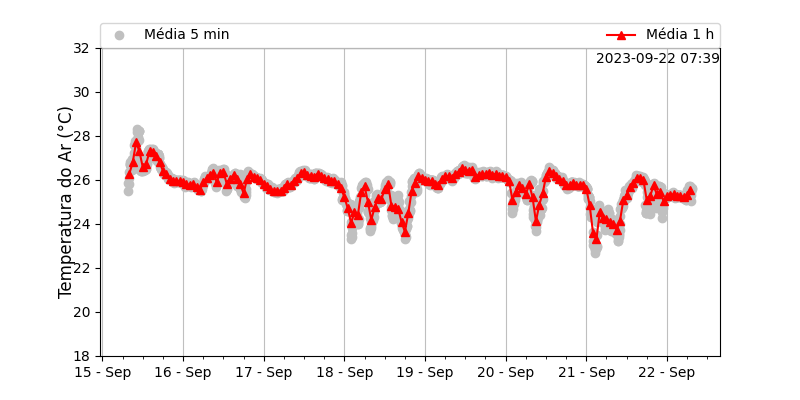 Média 5 min
Média 1 h
2023-09-22 07:39
Temperatura do Ar (°C)
32
30
28
26
24
22
20
18
15 - Sep
16 - Sep
17 - Sep
18 - Sep
19 - Sep
20 - Sep
21 - Sep
22 - Sep